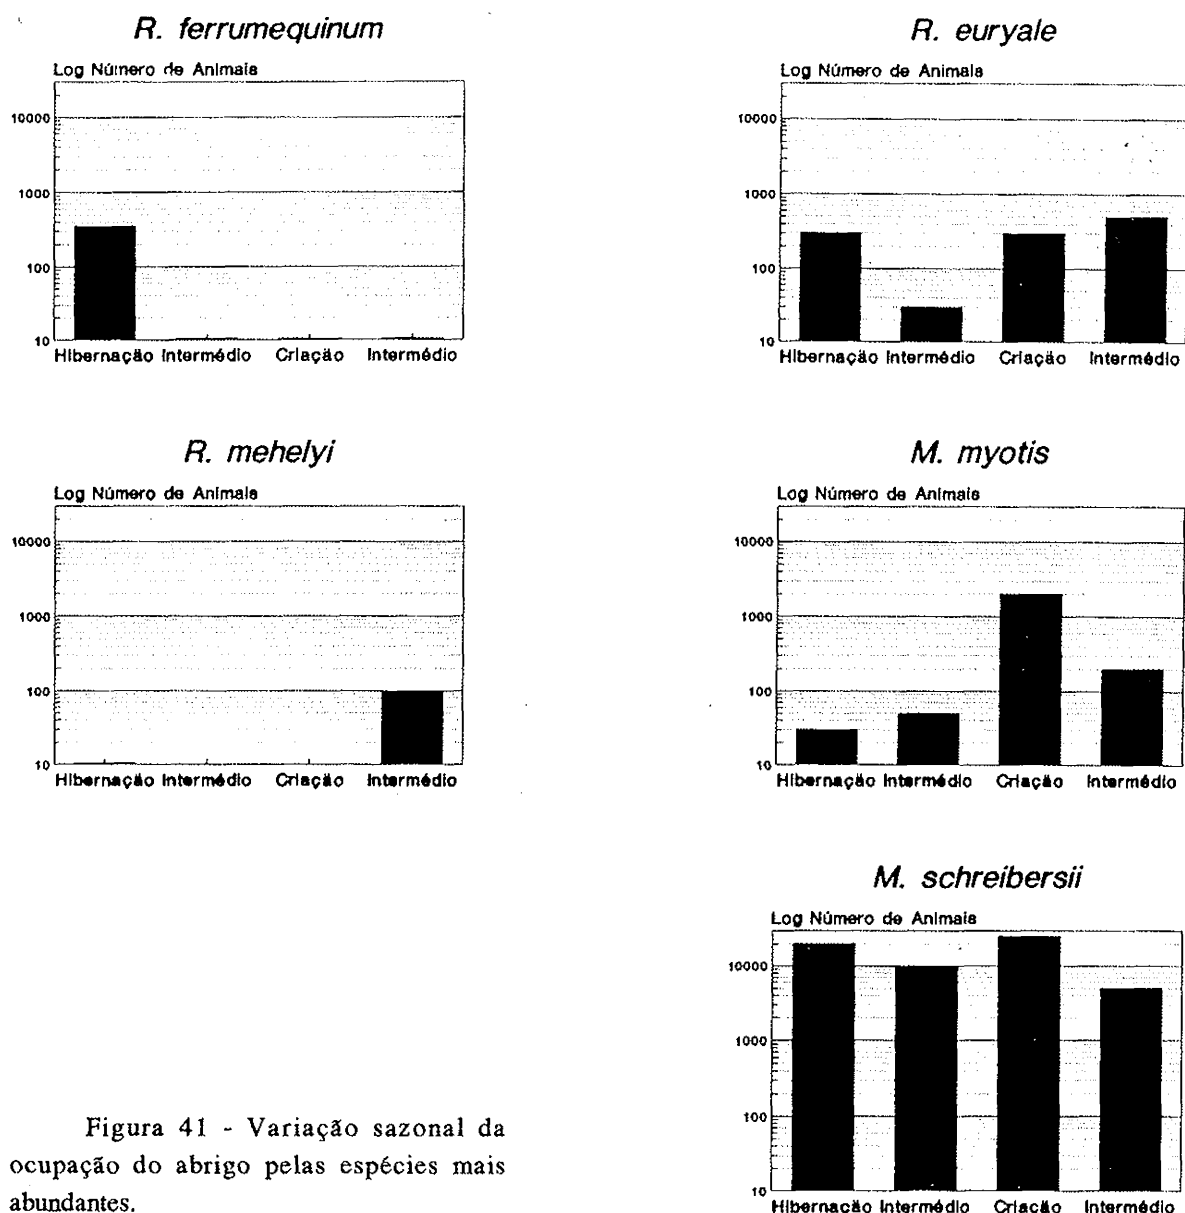 R. ferrumequinum
Log Número de Animais
10000
1000
100
10
Hibernação Intermédio Criação Intermédio
R. euryale
Log Número de Animais
10000
1000
100
10
Hibernação Intermédio Criação Intermédio
R. mehelyi
Log Número de Animais
10000
1000
100
10
Hibernação Intermédio Criação Intermédio
M. myotis
Log Número de Animais
10000
1000
100
10
Hibernação Intermédio Criação Intermédio
M. schreibersii
Log Número de Animais
10000
1000
100
10
Hibernação Intermédio Criação Intermédio
Figura 41 - Variação sazonal da
ocupação do abrigo pelas espécies mais
abundantes.